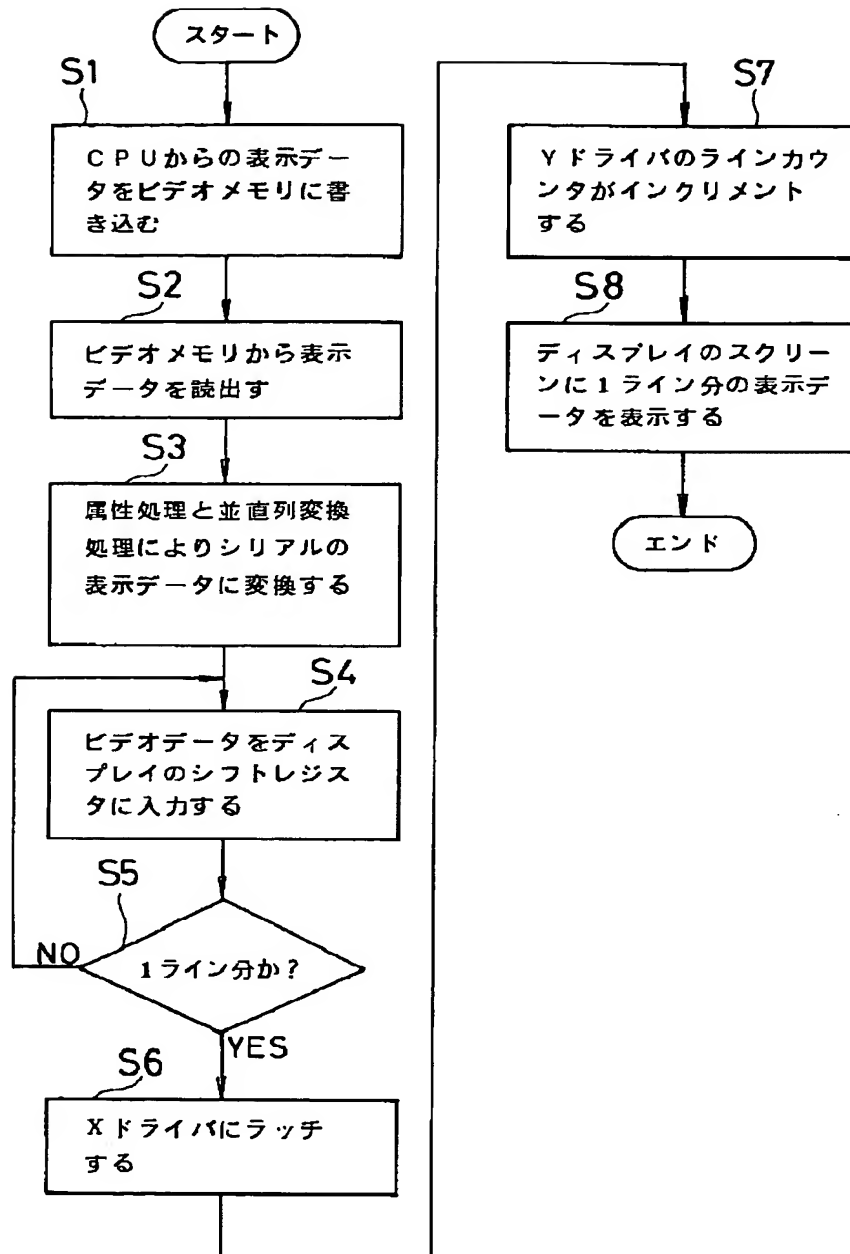 スタート
S1
CPUからの表示デー
タをビデオメモリに書
き込む
S2
ビデオメモリから表示
データを読出す
S3
属性処理と並直列変換
処理によりシリアルの
表示データに変換する
S4
ビデオデータをディス
プレイのシフトレジス
タに入力する
S5
NO
1ライン分か?
YES
S6
Xドライバにラッチ
する
S7
Yドライバのラインカウ
ンタがインクリメント
する
S8
ディスプレイのスクリー
ンに1ライン分の表示デ
ータを表示する
エンド